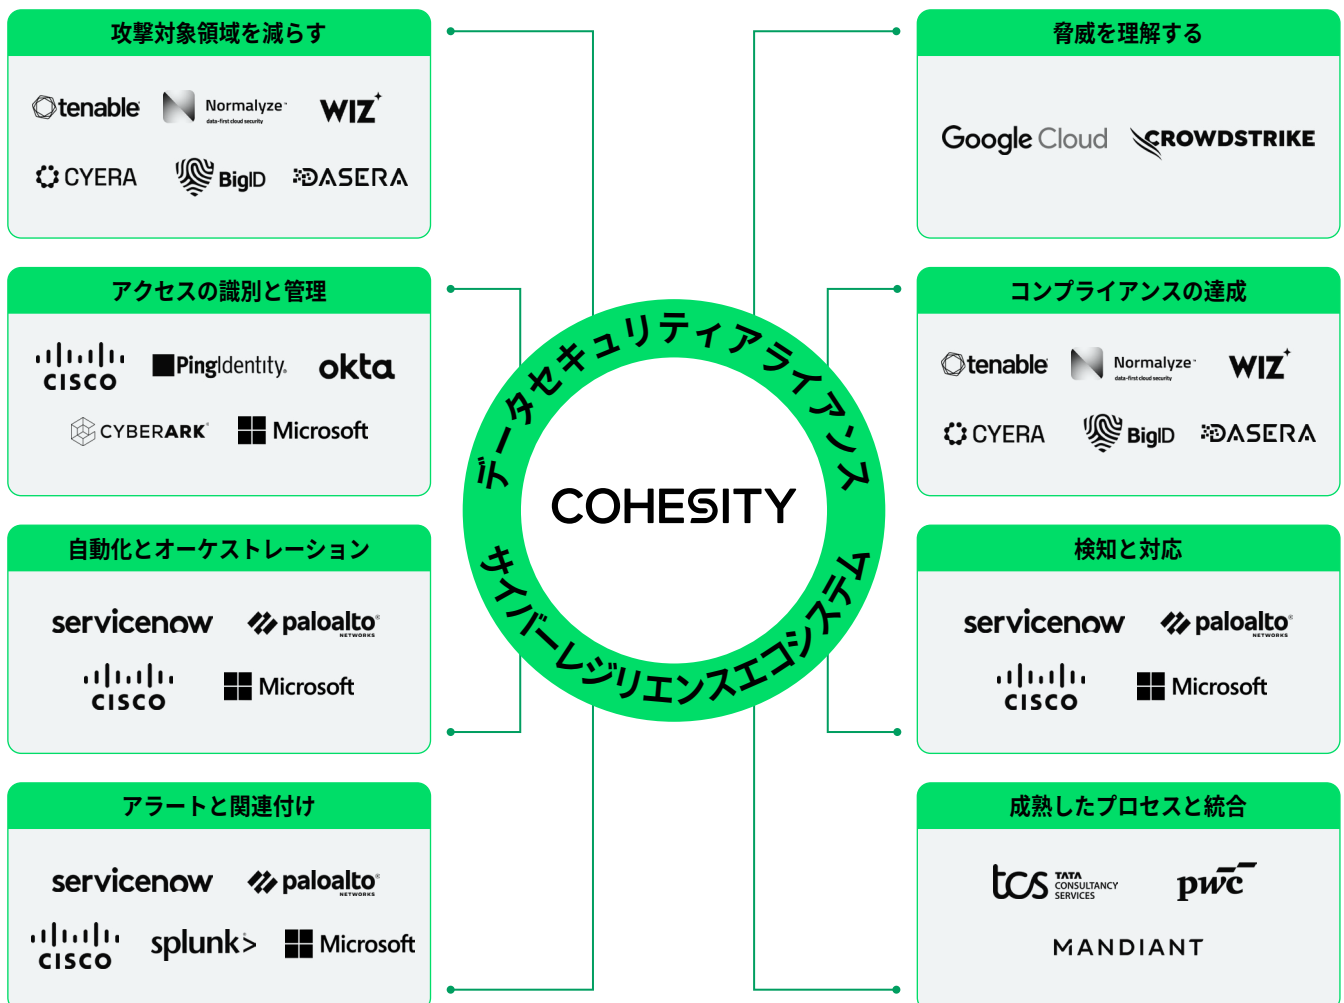 攻撃対象領域を減らす
tenable
Normalyze™
data-first cloud security
WIZ
CYERA
BigID
DASERA
アクセスの識別と管理
CISCO
PingIdentity®
okta
CYBERARK®
Microsoft
自動化とオーケストレーション
servicenow
paloalto®
NETWORKS
CISCO
Microsoft
アラートと関連付け
servicenow
paloalto®
NETWORKS
CISCO
splunk>
Microsoft
データセキュリティアライアンス
COHESITY
サイバーレジリエンスエコシステム
脅威を理解する
Google Cloud
CROWDSTRIKE
コンプライアンスの達成
tenable
Normalyze™
data-first cloud security
WIZ
CYERA
BigID
DASERA
検知と対応
servicenow
paloalto®
NETWORKS
CISCO
Microsoft
成熟したプロセスと統合
tcs
TATA
CONSULTANCY
SERVICES
pwc
MANDIANT